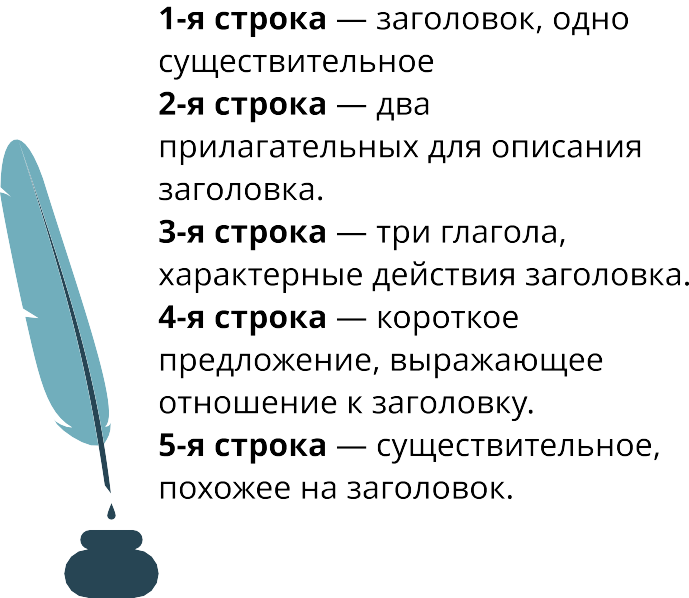 1-я строка — заголовок, одно
существительное
2-я строка — два
прилагательных для описания
заголовка.
3-я строка — три глагола,
характерные действия заголовка.
4-я строка — короткое
предложение, выражающее
отношение к заголовку.
5-я строка — существительное,
похожее на заголовок.